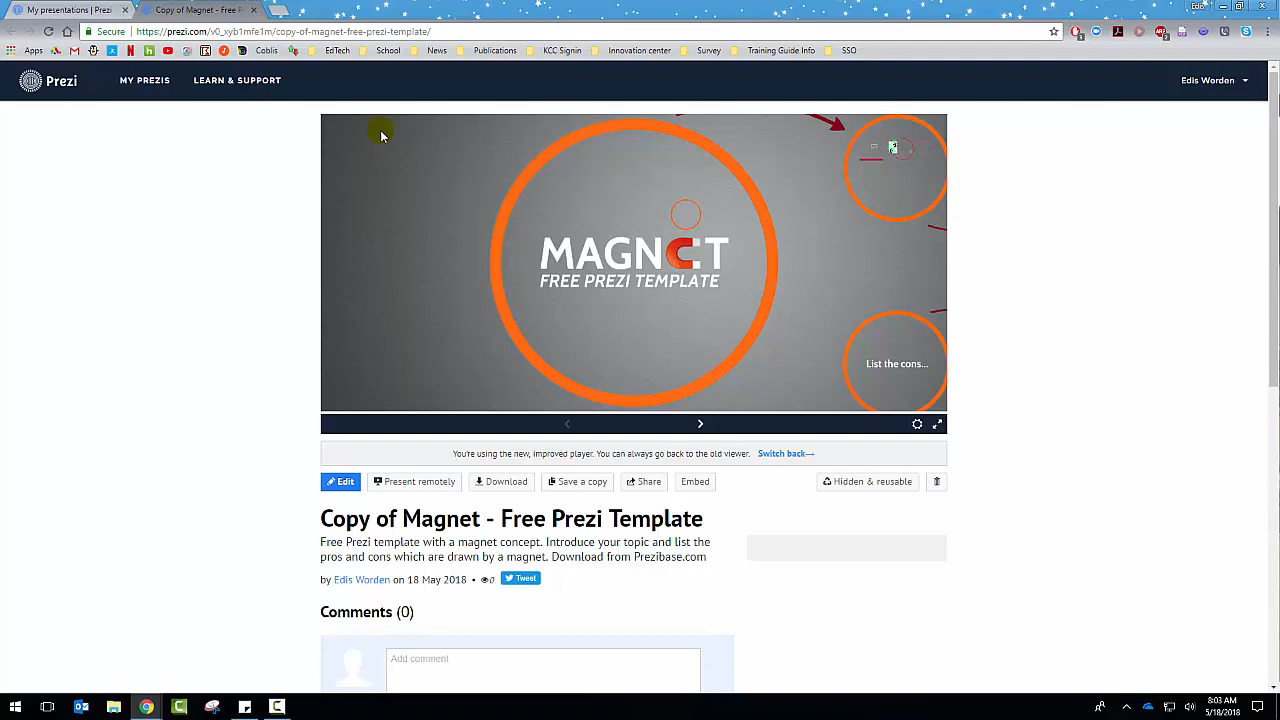 My presentations | Prezi
Copy of Magnet - Free P
Edis
Secure
https://prezi.com/v0_xyb1mfe1m/copy-of-magnet-free-prezi-template/
Apps
Coblis
EdTech
School
News
Publications
KCC Signin
Innovation center
Survey
Training Guide Info
SSO
Prezi
MY PREZIS
LEARN & SUPPORT
Edis Worden
MAGNET
FREE PREZI TEMPLATE
List the cons...
You're using the new, improved player. You can always go back to the old viewer. Switch back→
Edit
Present remotely
Download
Save a copy
Share
Embed
Hidden & reusable
Copy of Magnet - Free Prezi Template
Free Prezi template with a magnet concept. Introduce your topic and list the
pros and cons which are drawn by a magnet. Download from Prezibase.com
by Edis Worden on 18 May 2018 • 0
Tweet
Comments (0)
Add comment
8:03 AM
5/18/2018